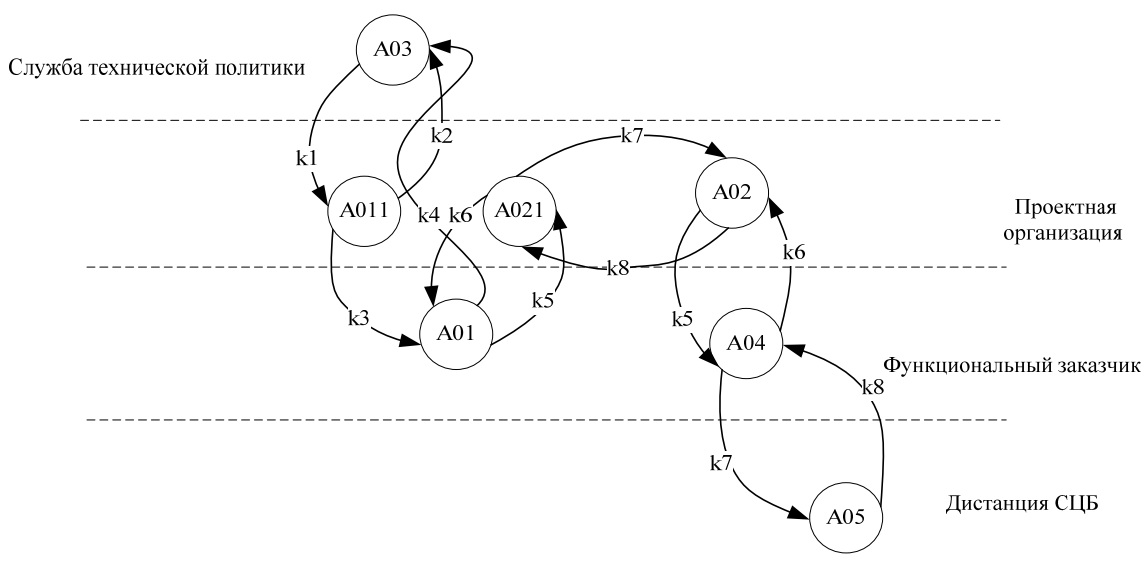 A03
Служба технической политики
k2
k7
k1
A011
k4
k6
A021
A02
Проектная
организация
k6
k8
k5
k3
k5
A01
A04
Функциональный заказчик
k8
k7
Дистанция СЦБ
A05